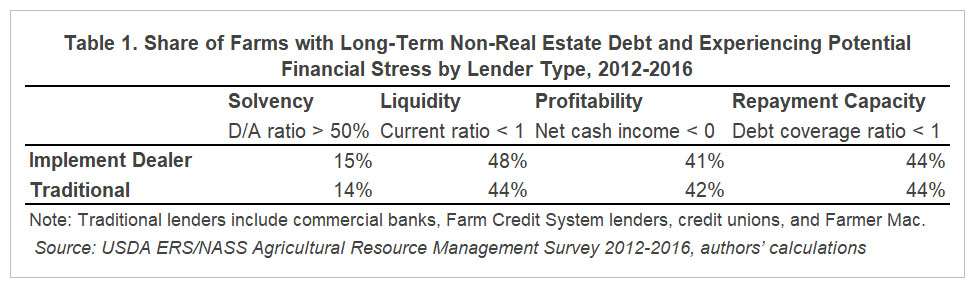 Table 1. Share of Farms with Long-Term Non-Real Estate Debt and Experiencing Potential
Financial Stress by Lender Type, 2012-2016
Solvency Liquidity Profitability Repayment Capacity
D/A ratio > 50% Current ratio < 1 Net cash income < 0 Debt coverage ratio < 1
Implement Dealer 15% 48% 41% 44%
Traditional 14% 44% 42% 44%
Note: Traditional lenders include commercial banks, Farm Credit System lenders, credit unions, and Farmer Mac.
Source: USDA ERS/NASS Agricultural Resource Management Survey 2012-2016, authors' calculations